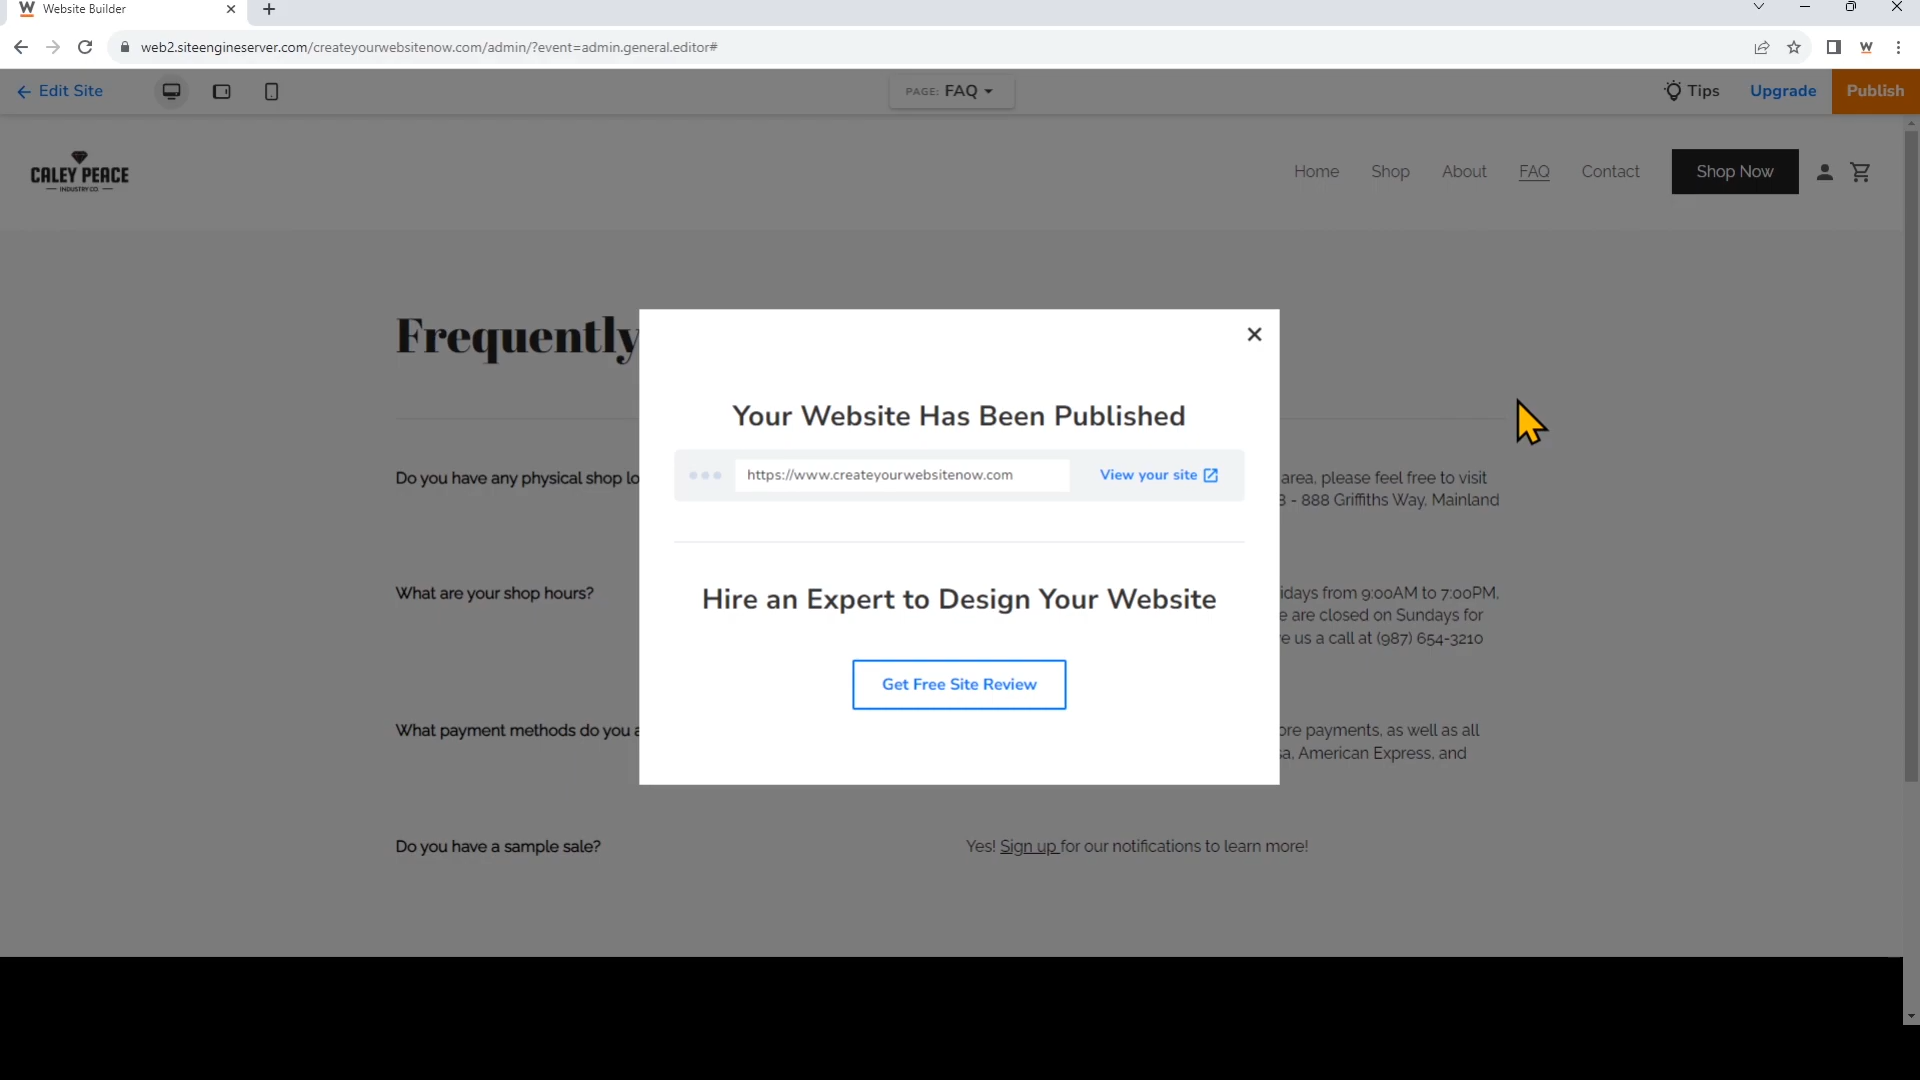 Website Builder
web2.siteengineserver.com/createyourwebsitenow.com/admin/?event=admin.general.editor#
Edit Site
PAGE: FAQ
Tips
Upgrade
Publish
CALEY PEACE
INDUSTRY CO
Home
Shop
About
FAQ
Contact
Shop Now
Frequently
Your Website Has Been Published
https://www.createyourwebsitenow.com
View your site
Do you have any physical shop lo
area, please feel free to visit
- 888 Griffiths Way, Mainland
Hire an Expert to Design Your Website
What are your shop hours?
idays from 9:00AM to 7:00PM,
e are closed on Sundays for
e us a call at (987) 654-3210
Get Free Site Review
What payment methods do you a
ore payments, as well as all
sa, American Express, and
Do you have a sample sale?
Yes! Sign up for our notifications to learn more!